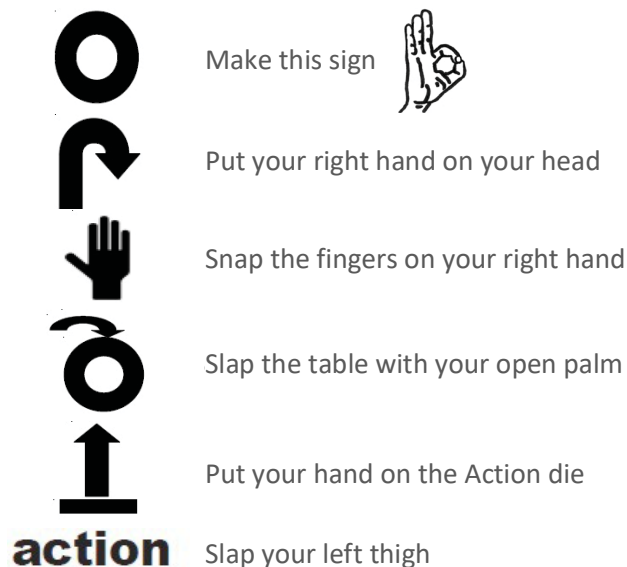 Make this sign
Put your right hand on your head
Snap the fingers on your right hand
Slap the table with your open palm
Put your hand on the Action die
action Slap your left thigh